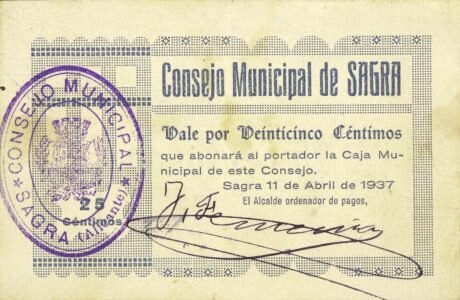 Consejo Municipal de SAGRA
Vale por Veinticinco Céntimos
que abonará al portador la Caja Mu-
nicipal de este Consejo.
Sagra 11 de Abril de 1937
El Alcalde ordenador de pagos,
CONSEJO MUNICIPAL
SAGRA (Alicante)
25
Céntimos